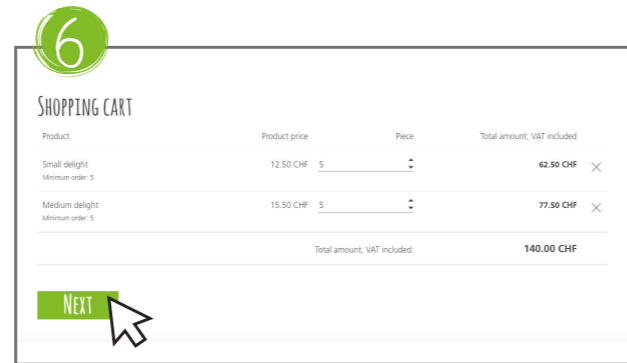 6
SHOPPING CART
Product Product price Piece Total amount, VAT included
Small delight 12.50 CHF 5 62.50 CHF
Minimum order: 5
Medium delight 15.50 CHF 5 77.50 CHF
Minimum order: 5
Total amount, VAT included: 140.00 CHF
NEXT